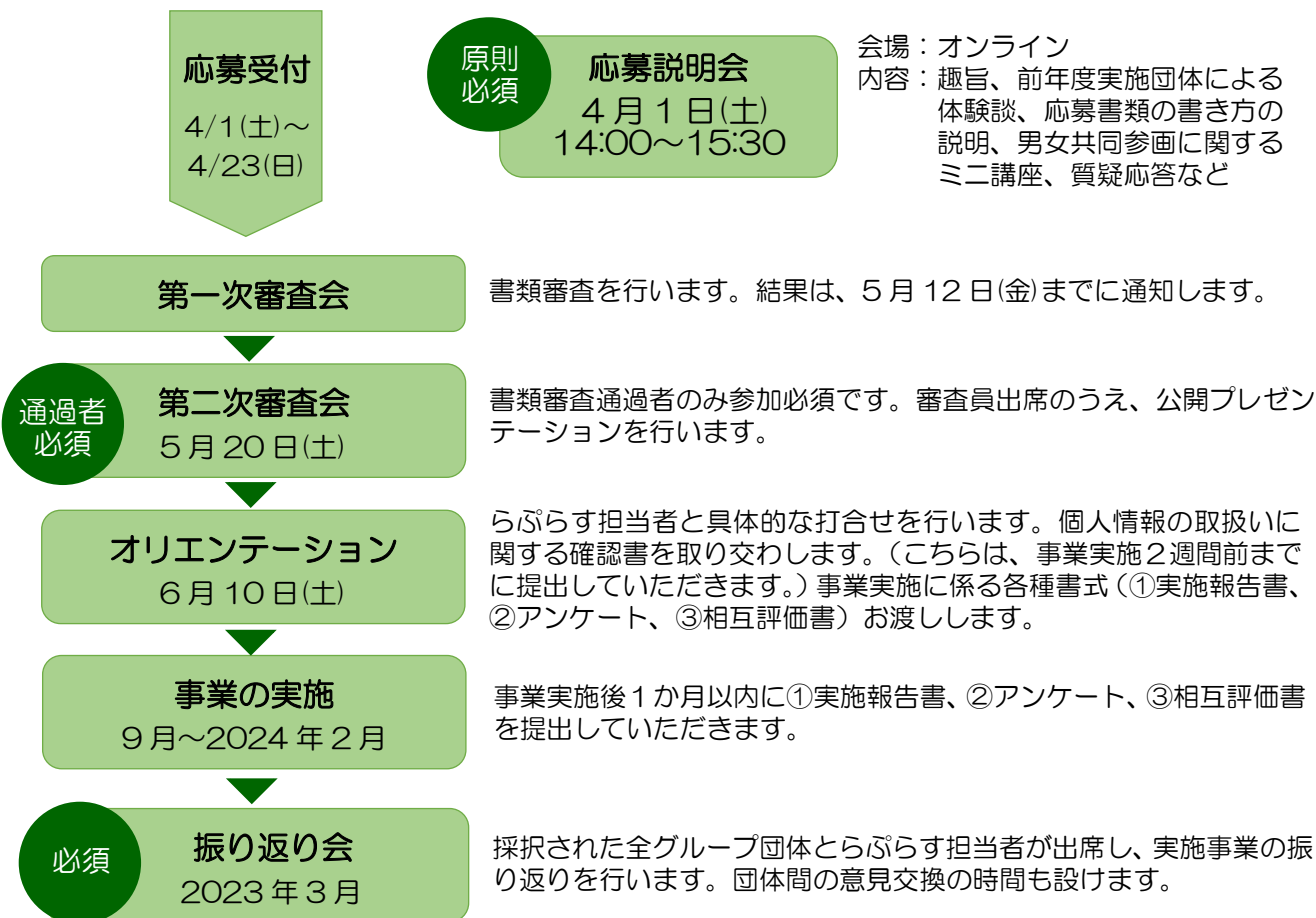 応募受付
4/1(土)～
4/23(日)
原則
必須
応募説明会
4月1日(土)
14:00～15:30
会場：オンライン
内容：趣旨、前年度実施団体による
体験談、応募書類の書き方の
説明、男女共同参画に関する
ミニ講座、質疑応答など
第一次審査会
書類審査を行います。結果は、5月12日(金)までに通知します。
通過者
必須
第二次審査会
5月20日(土)
書類審査通過者のみ参加必須です。審査員出席のうえ、公開プレゼン
テーションを行います。
オリエンテーション
6月10日(土)
らぷらす担当者と具体的な打合せを行います。個人情報の取扱いに
関する確認書を取り交わします。（こちらは、事業実施2週間前まで
に提出していただきます。）事業実施に係る各種書式（①実施報告書、
②アンケート、③相互評価書）お渡しします。
事業の実施
9月～2024年2月
事業実施後1か月以内に①実施報告書、②アンケート、③相互評価書
を提出していただきます。
必須
振り返り会
2023年3月
採択された全グループ団体とらぷらす担当者が出席し、実施事業の振
り返りを行います。団体間の意見交換の時間も設けます。